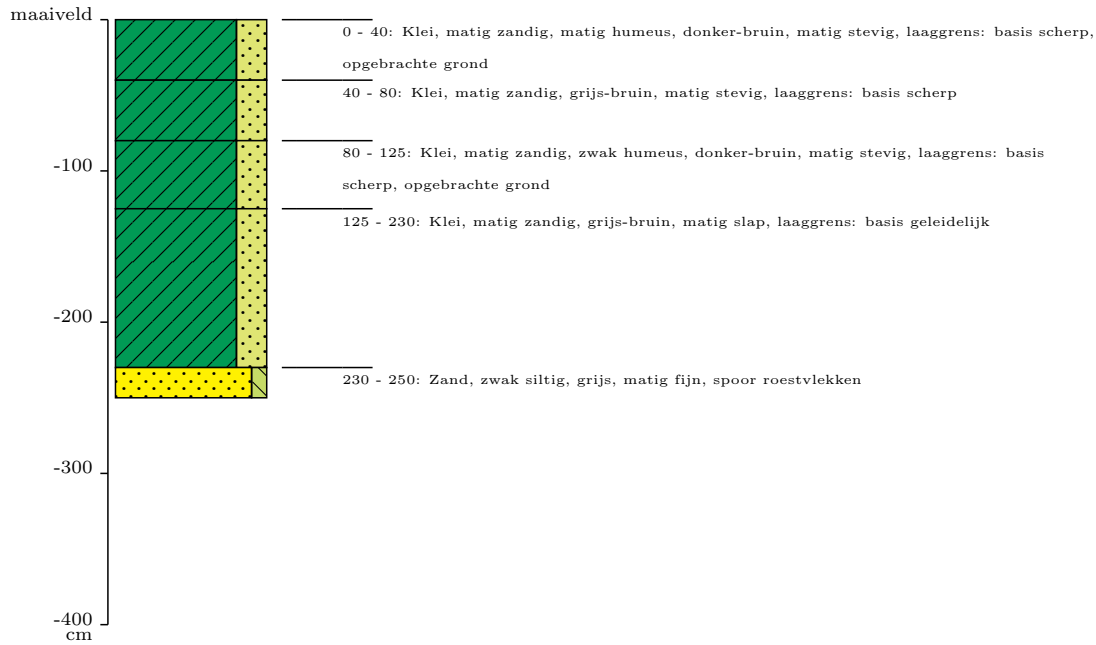 maaiveld
0 - 40: Klei, matig zandig, matig humeus, donker-bruin, matig stevig, laaggrens: basis scherp,
opgebrachte grond
40 - 80: Klei, matig zandig, grijs-bruin, matig stevig, laaggrens: basis scherp
80 - 125: Klei, matig zandig, zwak humeus, donker-bruin, matig stevig, laaggrens: basis
scherp, opgebrachte grond
-100
125 - 230: Klei, matig zandig, grijs-bruin, matig slap, laaggrens: basis geleidelijk
-200
230 - 250: Zand, zwak siltig, grijs, matig fijn, spoor roestvlekken
-300
-400
cm